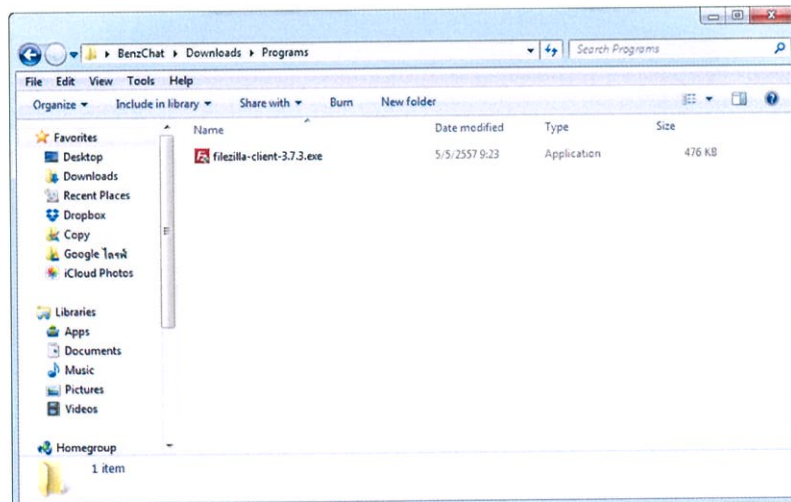 BenzChat ▸ Downloads ▸ Programs
Search Programs
File Edit View Tools Help
Organize Include in library Share with Burn New folder
Name Date modified Type Size
Favorites
Desktop
Downloads
Recent Places
Dropbox
Copy
Google ไดรฟ์
iCloud Photos
Libraries
Apps
Documents
Music
Pictures
Videos
Homegroup
filezilla-client-3.7.3.exe 5/5/2557 9:23 Application 476 KB
1 item